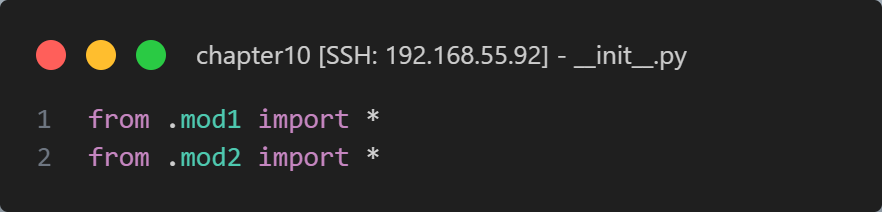 chapter10 [SSH: 192.168.55.92] - __init__.py
1 from .mod1 import *
2 from .mod2 import *